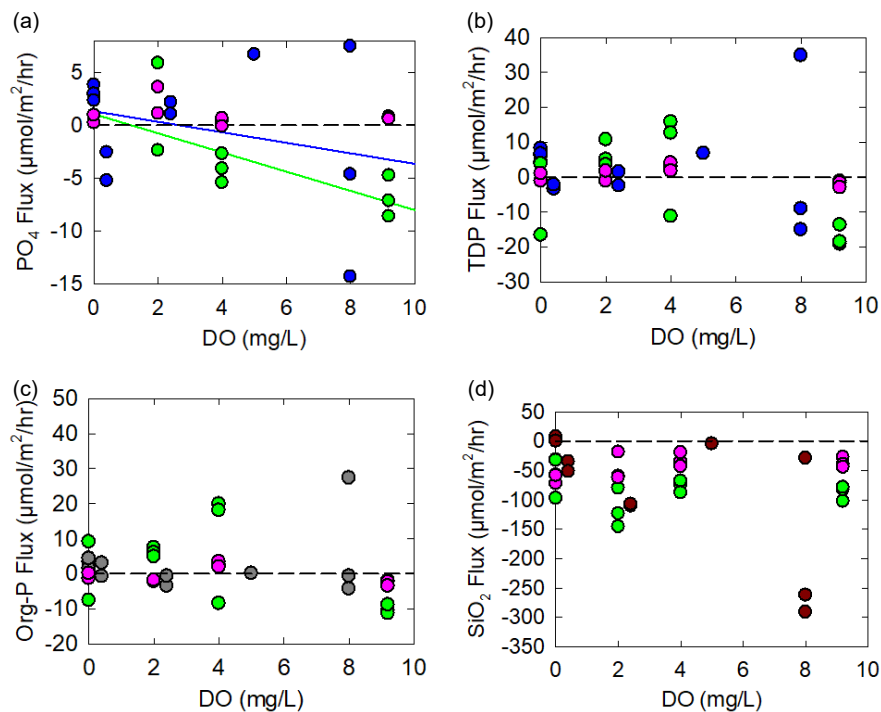 (a)
PO4 Flux (µmol/m²/hr)
5
0
-5
-10
-15
0 2 4 6 8 10
DO (mg/L)
(b)
TDP Flux (µmol/m²/hr)
40
30
20
10
0
-10
-20
-30
0 2 4 6 8 10
DO (mg/L)
(c)
Org-P Flux (µmol/m²/hr)
50
40
30
20
10
0
-10
-20
0 2 4 6 8 10
DO (mg/L)
(d)
SiO2 Flux (µmol/m²/hr)
50
0
-50
-100
-150
-200
-250
-300
-350
0 2 4 6 8 10
DO (mg/L)